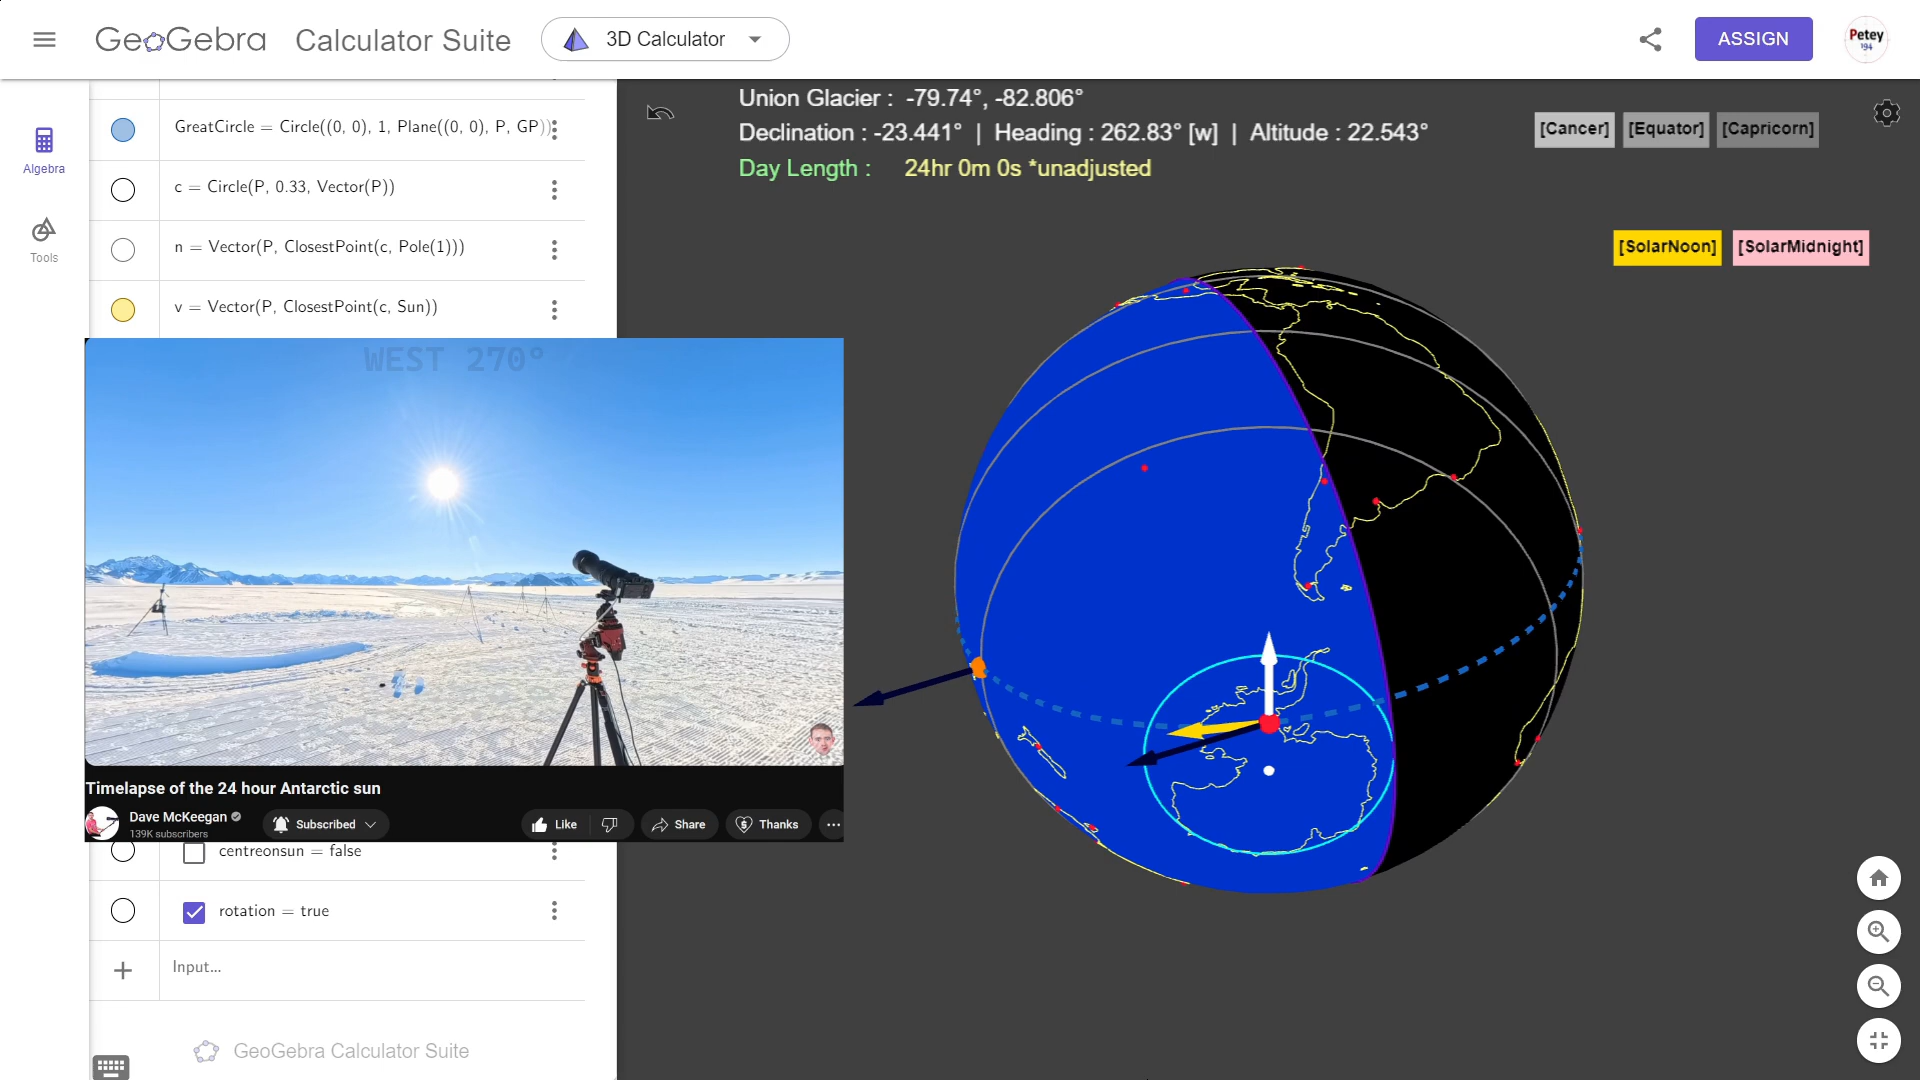 GeoGebra Calculator Suite
3D Calculator
ASSIGN
Petey
194
Algebra
Tools
GreatCircle = Circle((0, 0), 1, Plane((0, 0), P, GP))
c = Circle(P, 0.33, Vector(P))
n = Vector(P, ClosestPoint(c, Pole(1)))
v = Vector(P, ClosestPoint(c, Sun))
WEST 270°
Timelapse of the 24 hour Antarctic sun
Dave McKeegan
139K subscribers
Subscribed
Like
Share
Thanks
centreonsun = false
rotation = true
Input...
GeoGebra Calculator Suite
Union Glacier : -79.74°, -82.806°
Declination : -23.441° | Heading : 262.83° [w] | Altitude : 22.543°
Day Length : 24hr 0m 0s *unadjusted
[Cancer] [Equator] [Capricorn]
[SolarNoon] [SolarMidnight]